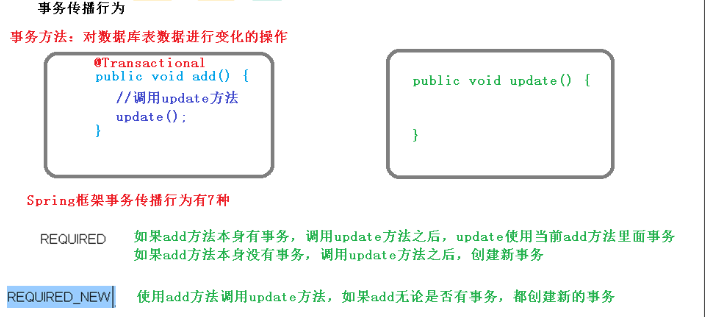 事务传播行为
事务方法：对数据库表数据进行变化的操作
@Transactional
public void add() {
//调用update方法
update();
}
public void update() {
}
Spring框架事务传播行为有7种
REQUIRED
如果add方法本身有事务，调用update方法之后，update使用当前add方法里面事务
如果add方法本身没有事务，调用update方法之后，创建新事务
REQUIRED_NEW
使用add方法调用update方法，如果add无论是否有事务，都创建新的事务